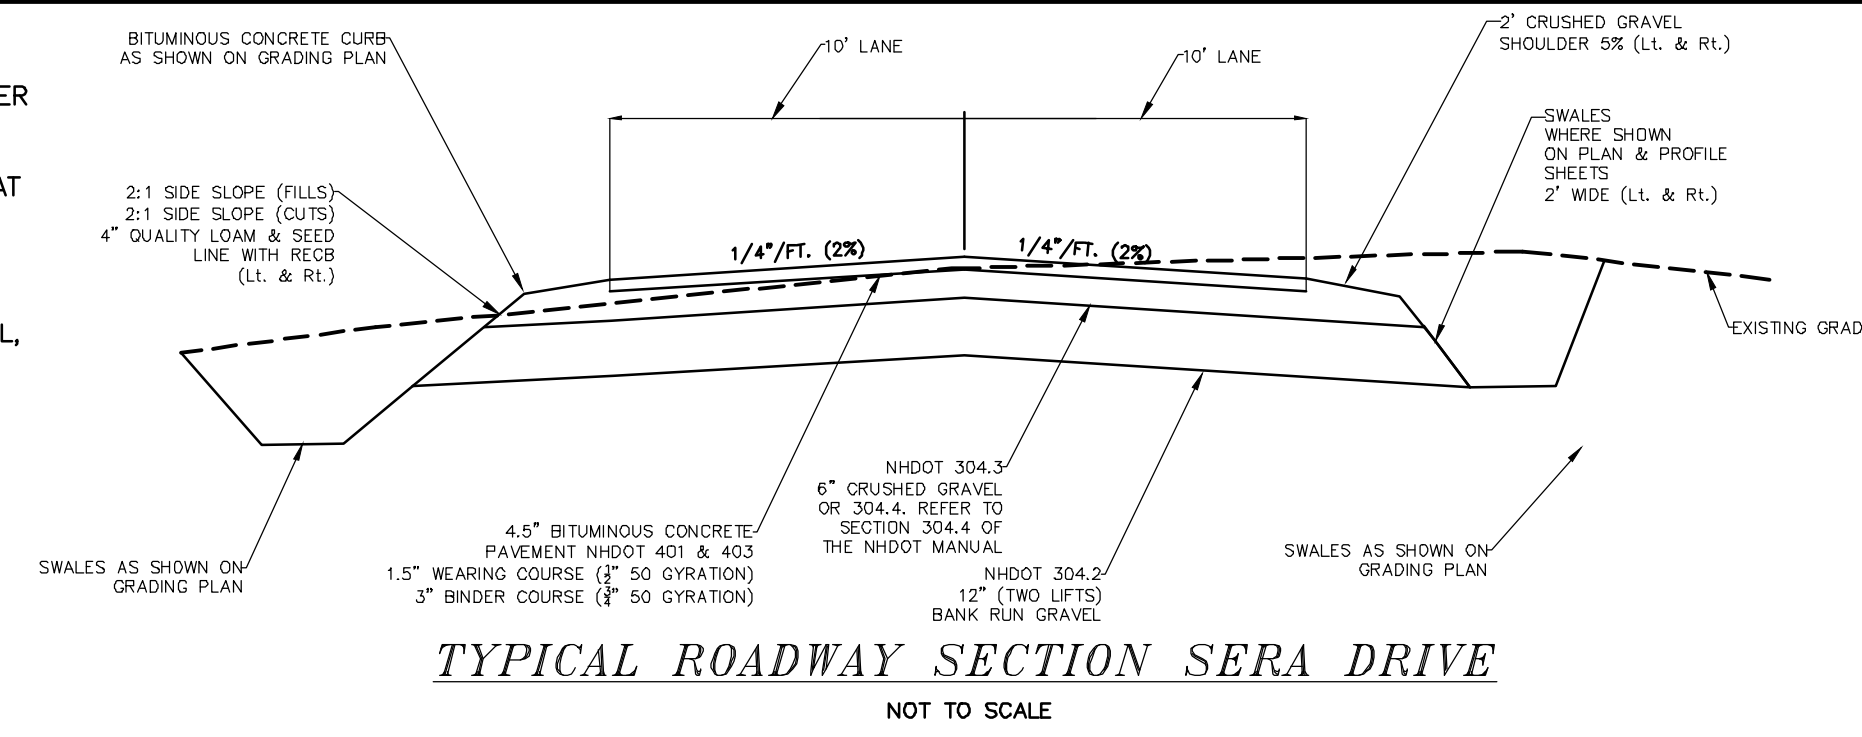 ER
AT
L,
BITUMINOUS CONCRETE CURB
AS SHOWN ON GRADING PLAN
10' LANE
10' LANE
2' CRUSHED GRAVEL
SHOULDER 5% (Lt. & Rt.)
SWALES
WHERE SHOWN
ON PLAN & PROFILE
SHEETS
2' WIDE (Lt. & Rt.)
2:1 SIDE SLOPE (FILLS)
2:1 SIDE SLOPE (CUTS)
4" QUALITY LOAM & SEED
LINE WITH RECB
(Lt. & Rt.)
1/4"/FT. (2%)
1/4"/FT. (2%)
EXISTING GRAD
NHDOT 304.3
6" CRUSHED GRAVEL
OR 304.4. REFER TO
SECTION 304.4 OF
THE NHDOT MANUAL
4.5" BITUMINOUS CONCRETE
PAVEMENT NHDOT 401 & 403
1.5" WEARING COURSE (½" 50 GYRATION)
3" BINDER COURSE (¾" 50 GYRATION)
SWALES AS SHOWN ON
GRADING PLAN
NHDOT 304.2
12" (TWO LIFTS)
BANK RUN GRAVEL
SWALES AS SHOWN ON
GRADING PLAN
TYPICAL ROADWAY SECTION SERA DRIVE
NOT TO SCALE